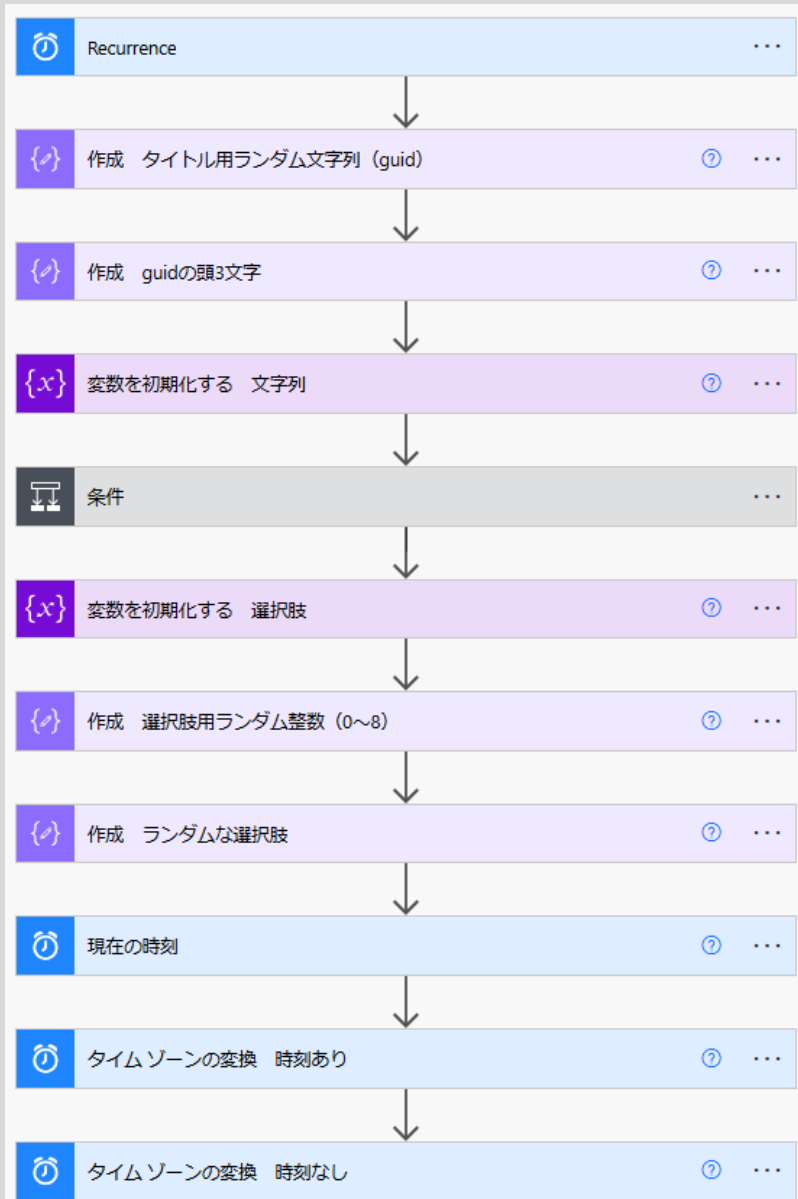 Recurrence
作成　タイトル用ランダム文字列（guid）
作成　guidの頭3文字
変数を初期化する　文字列
条件
変数を初期化する　選択肢
作成　選択肢用ランダム整数（0～8）
作成　ランダムな選択肢
現在の時刻
タイム ゾーンの変換　時刻あり
タイム ゾーンの変換　時刻なし